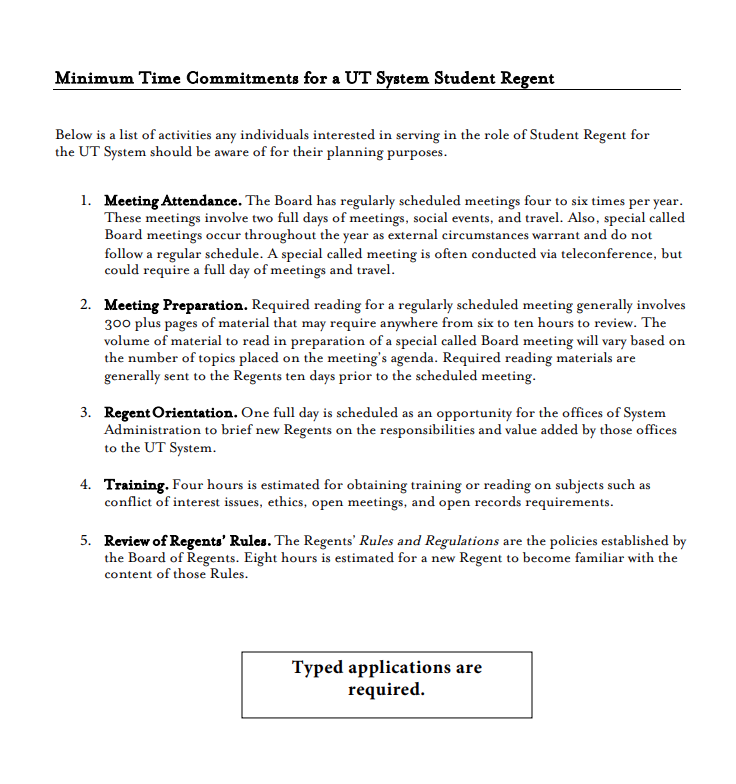 Minimum Time Commitments for a UT System Student Regent
Below is a list of activities any individuals interested in serving in the role of Student Regent for
the UT System should be aware of for their planning purposes.
1. Meeting Attendance. The Board has regularly scheduled meetings four to six times per year.
These meetings involve two full days of meetings, social events, and travel. Also, special called
Board meetings occur throughout the year as external circumstances warrant and do not
follow a regular schedule. A special called meeting is often conducted via teleconference, but
could require a full day of meetings and travel.
2. Meeting Preparation. Required reading for a regularly scheduled meeting generally involves
300 plus pages of material that may require anywhere from six to ten hours to review. The
volume of material to read in preparation of a special called Board meeting will vary based on
the number of topics placed on the meeting's agenda. Required reading materials are
generally sent to the Regents ten days prior to the scheduled meeting.
3. Regent Orientation. One full day is scheduled as an opportunity for the offices of System
Administration to brief new Regents on the responsibilities and value added by those offices
to the UT System.
4. Training. Four hours is estimated for obtaining training or reading on subjects such as
conflict of interest issues, ethics, open meetings, and open records requirements.
5. Review of Regents' Rules. The Regents' Rules and Regulations are the policies established by
the Board of Regents. Eight hours is estimated for a new Regent to become familiar with the
content of those Rules.
Typed applications are
required.